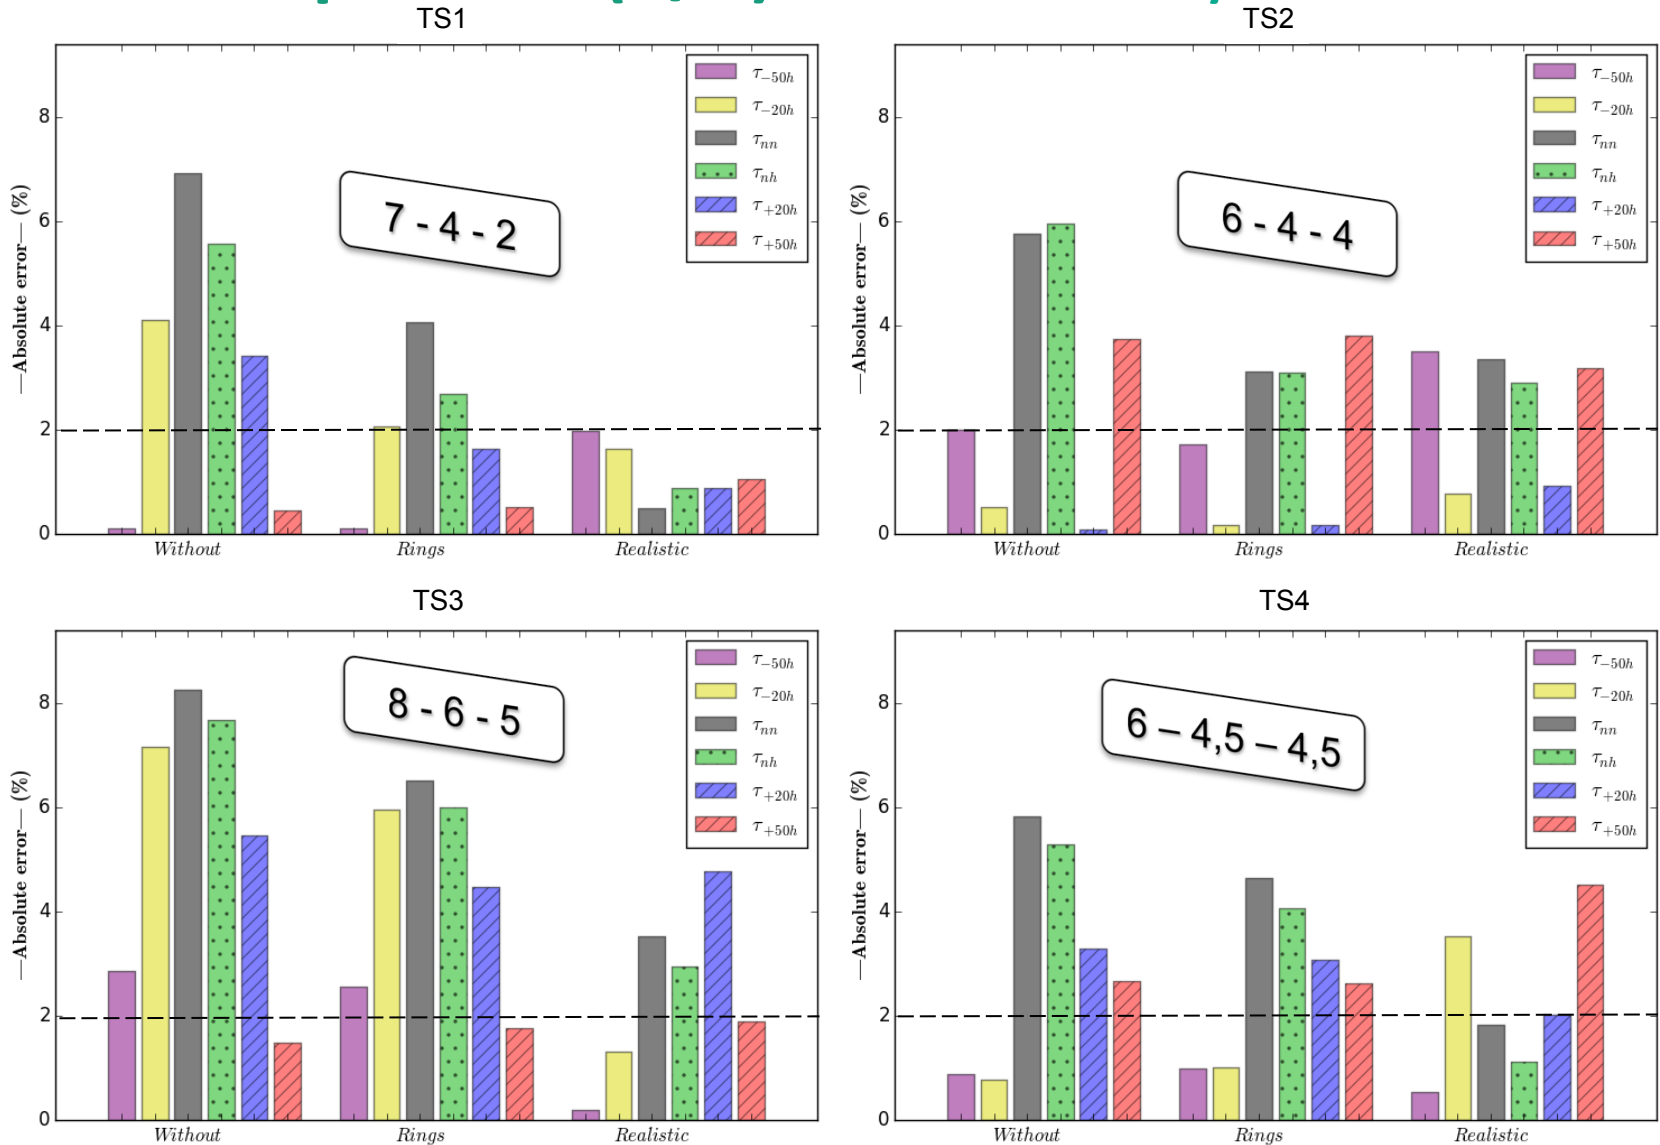 TS1
8
6
4
2
0
—Absolute error— (%)
τ−50h
τ−20h
τnn
τnh
τ+20h
τ+50h
7 - 4 - 2
Without Rings Realistic
TS2
8
6
4
2
0
—Absolute error— (%)
τ−50h
τ−20h
τnn
τnh
τ+20h
τ+50h
6 - 4 - 4
Without Rings Realistic
TS3
8
6
4
2
0
—Absolute error— (%)
τ−50h
τ−20h
τnn
τnh
τ+20h
τ+50h
8 - 6 - 5
Without Rings Realistic
TS4
8
6
4
2
0
—Absolute error— (%)
τ−50h
τ−20h
τnn
τnh
τ+20h
τ+50h
6 – 4,5 – 4,5
Without Rings Realistic